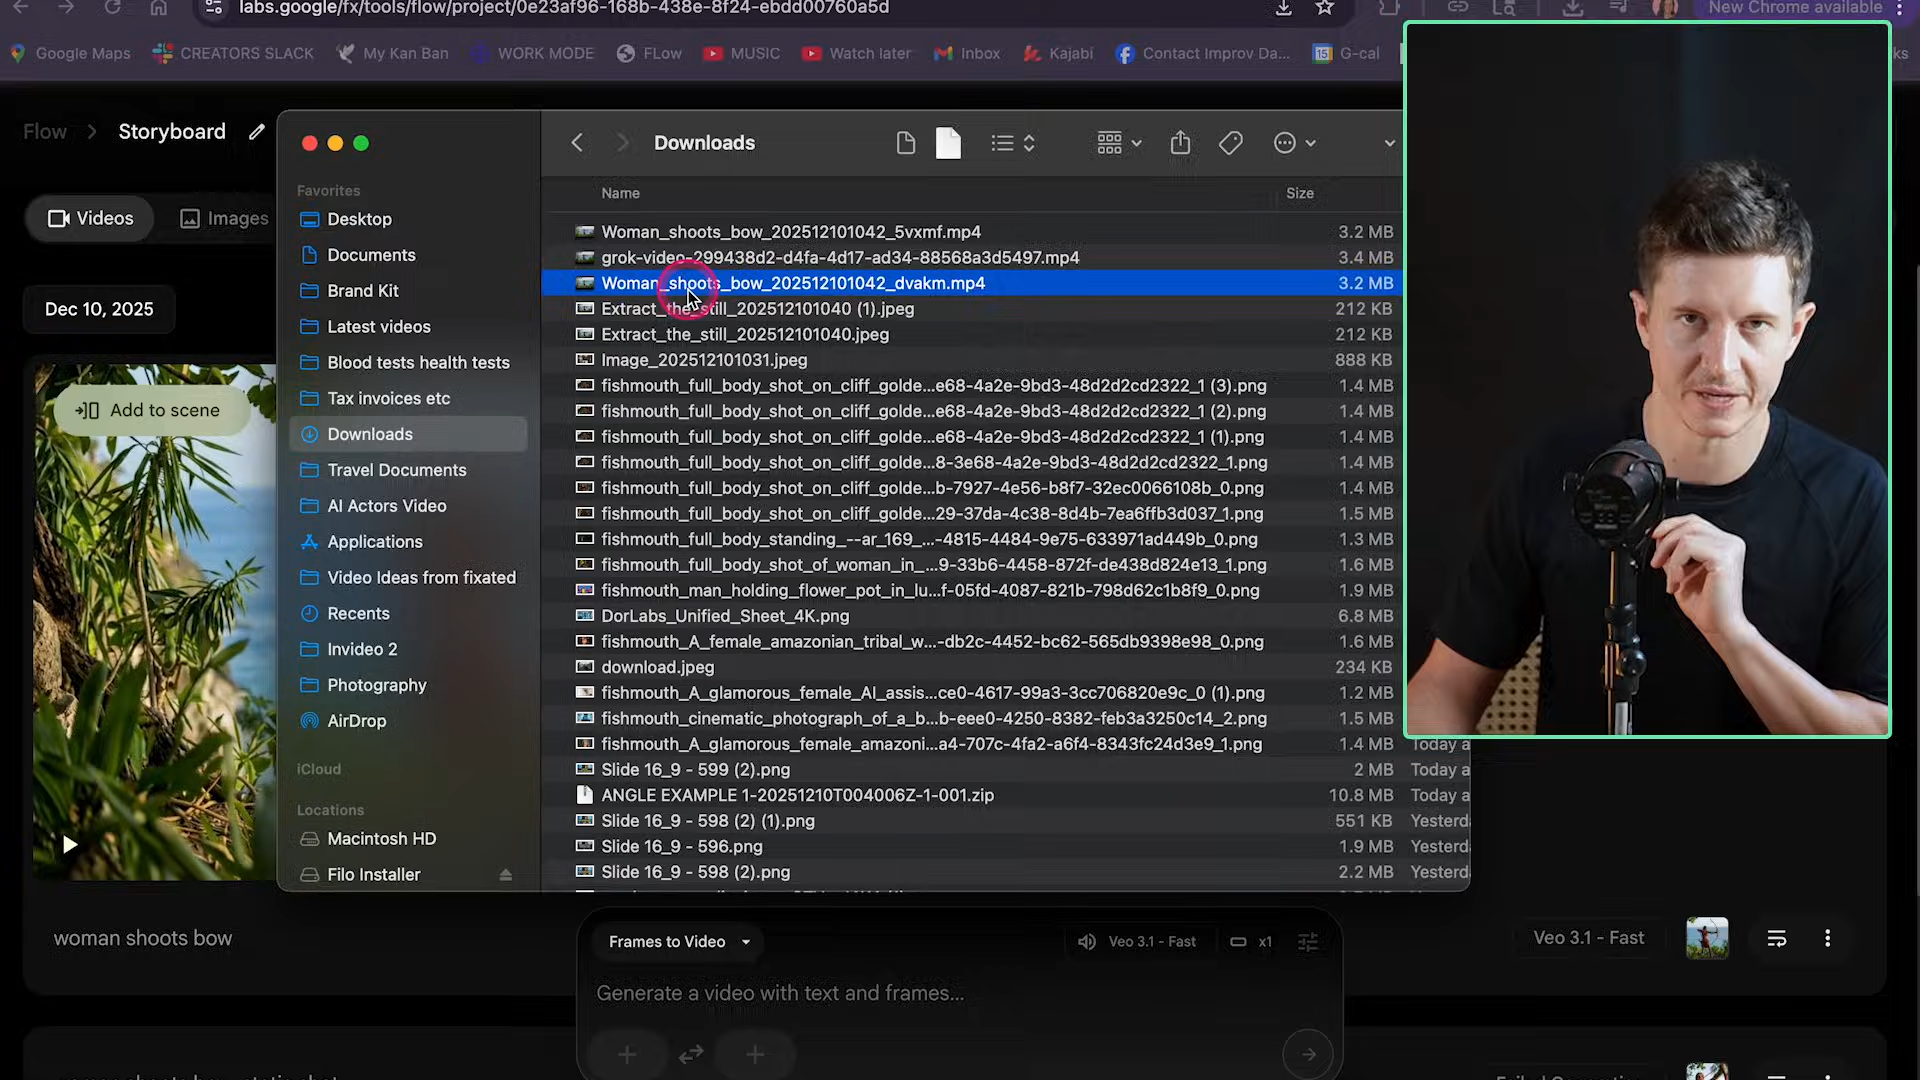 labs.google/fx/tools/flow/project/0e23af96-168b-438e-8f24-ebdd00760a5d
New Chrome available
Google Maps
CREATORS SLACK
My Kan Ban
WORK MODE
FLow
MUSIC
Watch later
Inbox
Kajabi
Contact Improv Da...
15
G-cal
Flow > Storyboard
Videos
Images
Dec 10, 2025
Add to scene
woman shoots bow
Favorites
Desktop
Documents
Brand Kit
Latest videos
Blood tests health tests
Tax invoices etc
Downloads
Travel Documents
AI Actors Video
Applications
Video Ideas from fixated
Recents
Invideo 2
Photography
AirDrop
iCloud
Locations
Macintosh HD
Filo Installer
Downloads
Name Size
Woman_shoots_bow_202512101042_5vxmf.mp4 3.2 MB
grok-video-299438d2-d4fa-4d17-ad34-88568a3d5497.mp4 3.4 MB
Woman_shoots_bow_202512101042_dvakm.mp4 3.2 MB
Extract_the_still_202512101040 (1).jpeg 212 KB
Extract_the_still_202512101040.jpeg 212 KB
Image_202512101031.jpeg 888 KB
fishmouth_full_body_shot_on_cliff_golde...e68-4a2e-9bd3-48d2d2cd2322_1 (3).png 1.4 MB
fishmouth_full_body_shot_on_cliff_golde...e68-4a2e-9bd3-48d2d2cd2322_1 (2).png 1.4 MB
fishmouth_full_body_shot_on_cliff_golde...e68-4a2e-9bd3-48d2d2cd2322_1 (1).png 1.4 MB
fishmouth_full_body_shot_on_cliff_golde...8-3e68-4a2e-9bd3-48d2d2cd2322_1.png 1.4 MB
fishmouth_full_body_shot_on_cliff_golde...b-7927-4e56-b8f7-32ec0066108b_0.png 1.4 MB
fishmouth_full_body_shot_on_cliff_golde...29-37da-4c38-8d4b-7ea6ffb3d037_1.png 1.5 MB
fishmouth_full_body_standing_--ar_169_...-4815-4484-9e75-633971ad449b_0.png 1.3 MB
fishmouth_full_body_shot_of_woman_in_...9-33b6-4458-872f-de438d824e13_1.png 1.6 MB
fishmouth_man_holding_flower_pot_in_lu...f-05fd-4087-821b-798d62c1b8f9_0.png 1.9 MB
DorLabs_Unified_Sheet_4K.png 6.8 MB
fishmouth_A_female_amazonian_tribal_w...-db2c-4452-bc62-565db9398e98_0.png 1.6 MB
download.jpeg 234 KB
fishmouth_A_glamorous_female_AI_assis...ce0-4617-99a3-3cc706820e9c_0 (1).png 1.2 MB
fishmouth_cinematic_photograph_of_a_b...b-eee0-4250-8382-feb3a3250c14_2.png 1.5 MB
fishmouth_A_glamorous_female_amazoni...a4-707c-4fa2-a6f4-8343fc24d3e9_1.png 1.4 MB Today a
Slide 16_9 - 599 (2).png 2 MB Today a
ANGLE EXAMPLE 1-20251210T004006Z-1-001.zip 10.8 MB Today a
Slide 16_9 - 598 (2) (1).png 551 KB Yesterd
Slide 16_9 - 596.png 1.9 MB Yesterd
Slide 16_9 - 598 (2).png 2.2 MB Yesterd
Frames to Video
Veo 3.1 - Fast
x1
Generate a video with text and frames...
Veo 3.1 - Fast